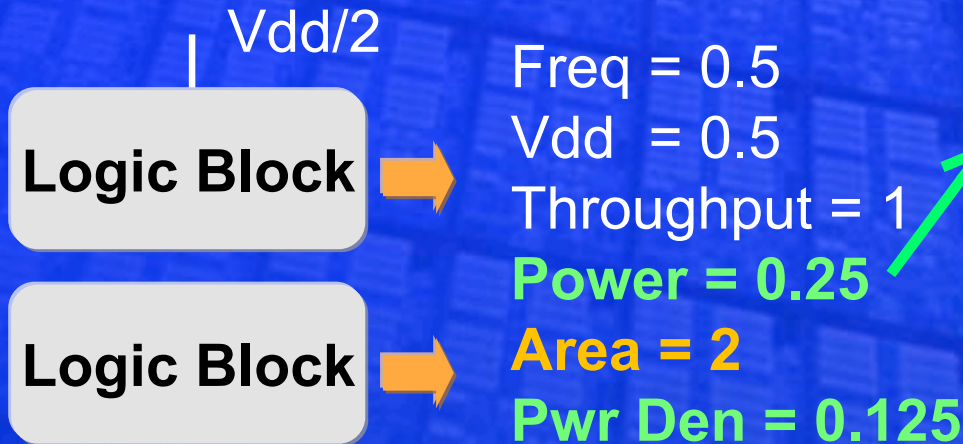 Vdd/2
Logic Block
Freq = 0.5
Vdd = 0.5
Throughput = 1
Power = 0.25
Logic Block
Area = 2
Pwr Den = 0.125